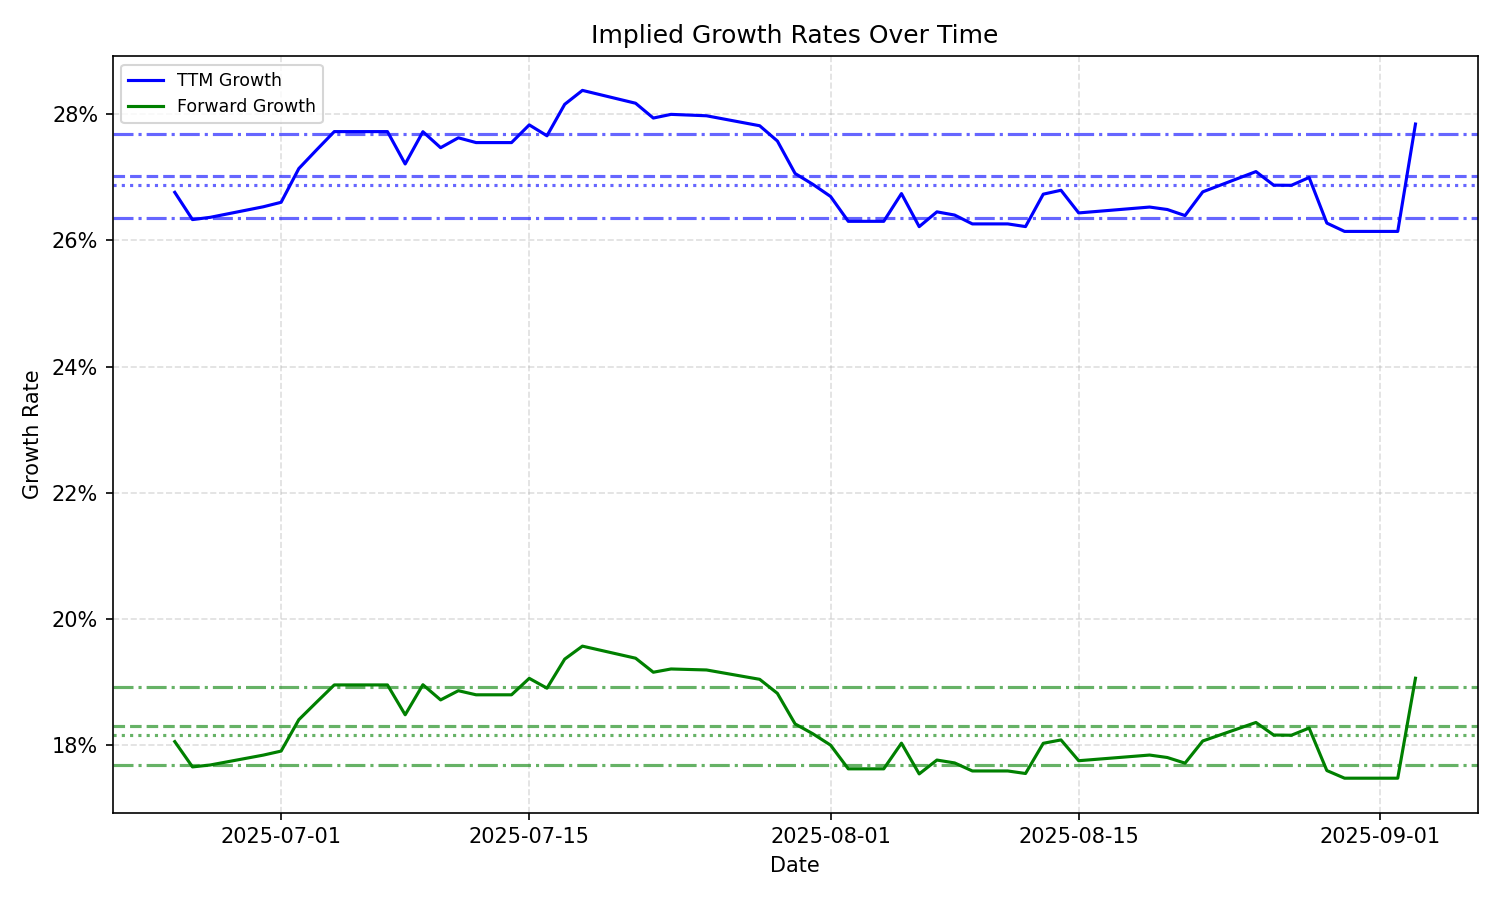 Implied Growth Rates Over Time
TTM Growth
Forward Growth
28%
26%
24%
22%
20%
18%
Growth Rate
2025-07-01
2025-07-15
2025-08-01
2025-08-15
2025-09-01
Date